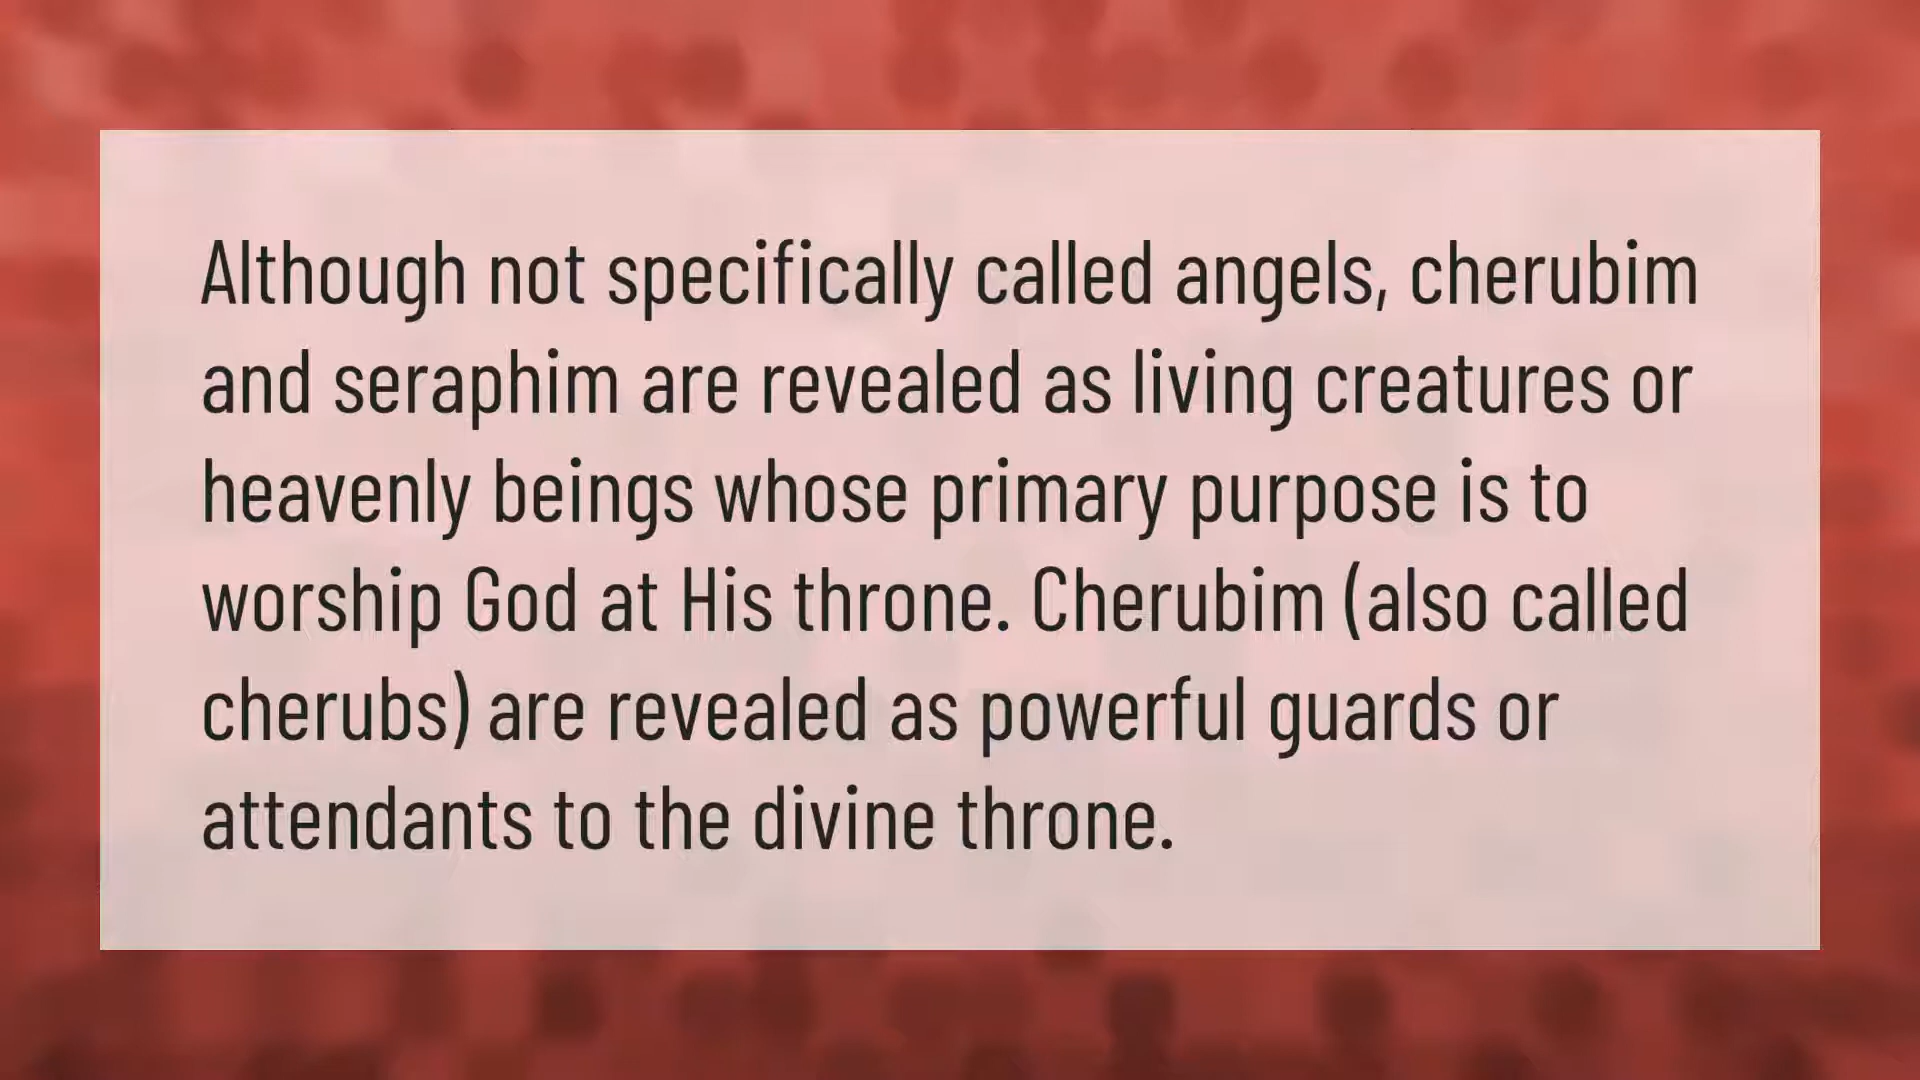 Although not specifically called angels, cherubim
and seraphim are revealed as living creatures or
heavenly beings whose primary purpose is to
worship God at His throne. Cherubim (also called
cherubs) are revealed as powerful guards or
attendants to the divine throne.